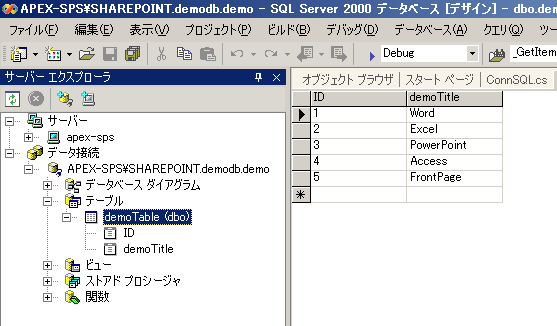 APEX-SPS¥SHAREPOINT.demodb.demo - SQL Server 2000 データベース [デザイン] - dbo.dem
ファイル(F) 編集(E) 表示(V) プロジェクト(P) ビルド(B) デバッグ(D) データベース(A) クエリ(Q) ツー
Debug _GetItem
サーバー エクスプローラ
オブジェクト ブラウザ スタート ページ ConnSQL.cs
サーバー
apex-sps
データ接続
APEX-SPS¥SHAREPOINT.demodb.demo
データベース ダイアグラム
テーブル
demoTable (dbo)
ID
demoTitle
ビュー
ストアド プロシージャ
関数
ID demoTitle
1 Word
2 Excel
3 PowerPoint
4 Access
5 FrontPage